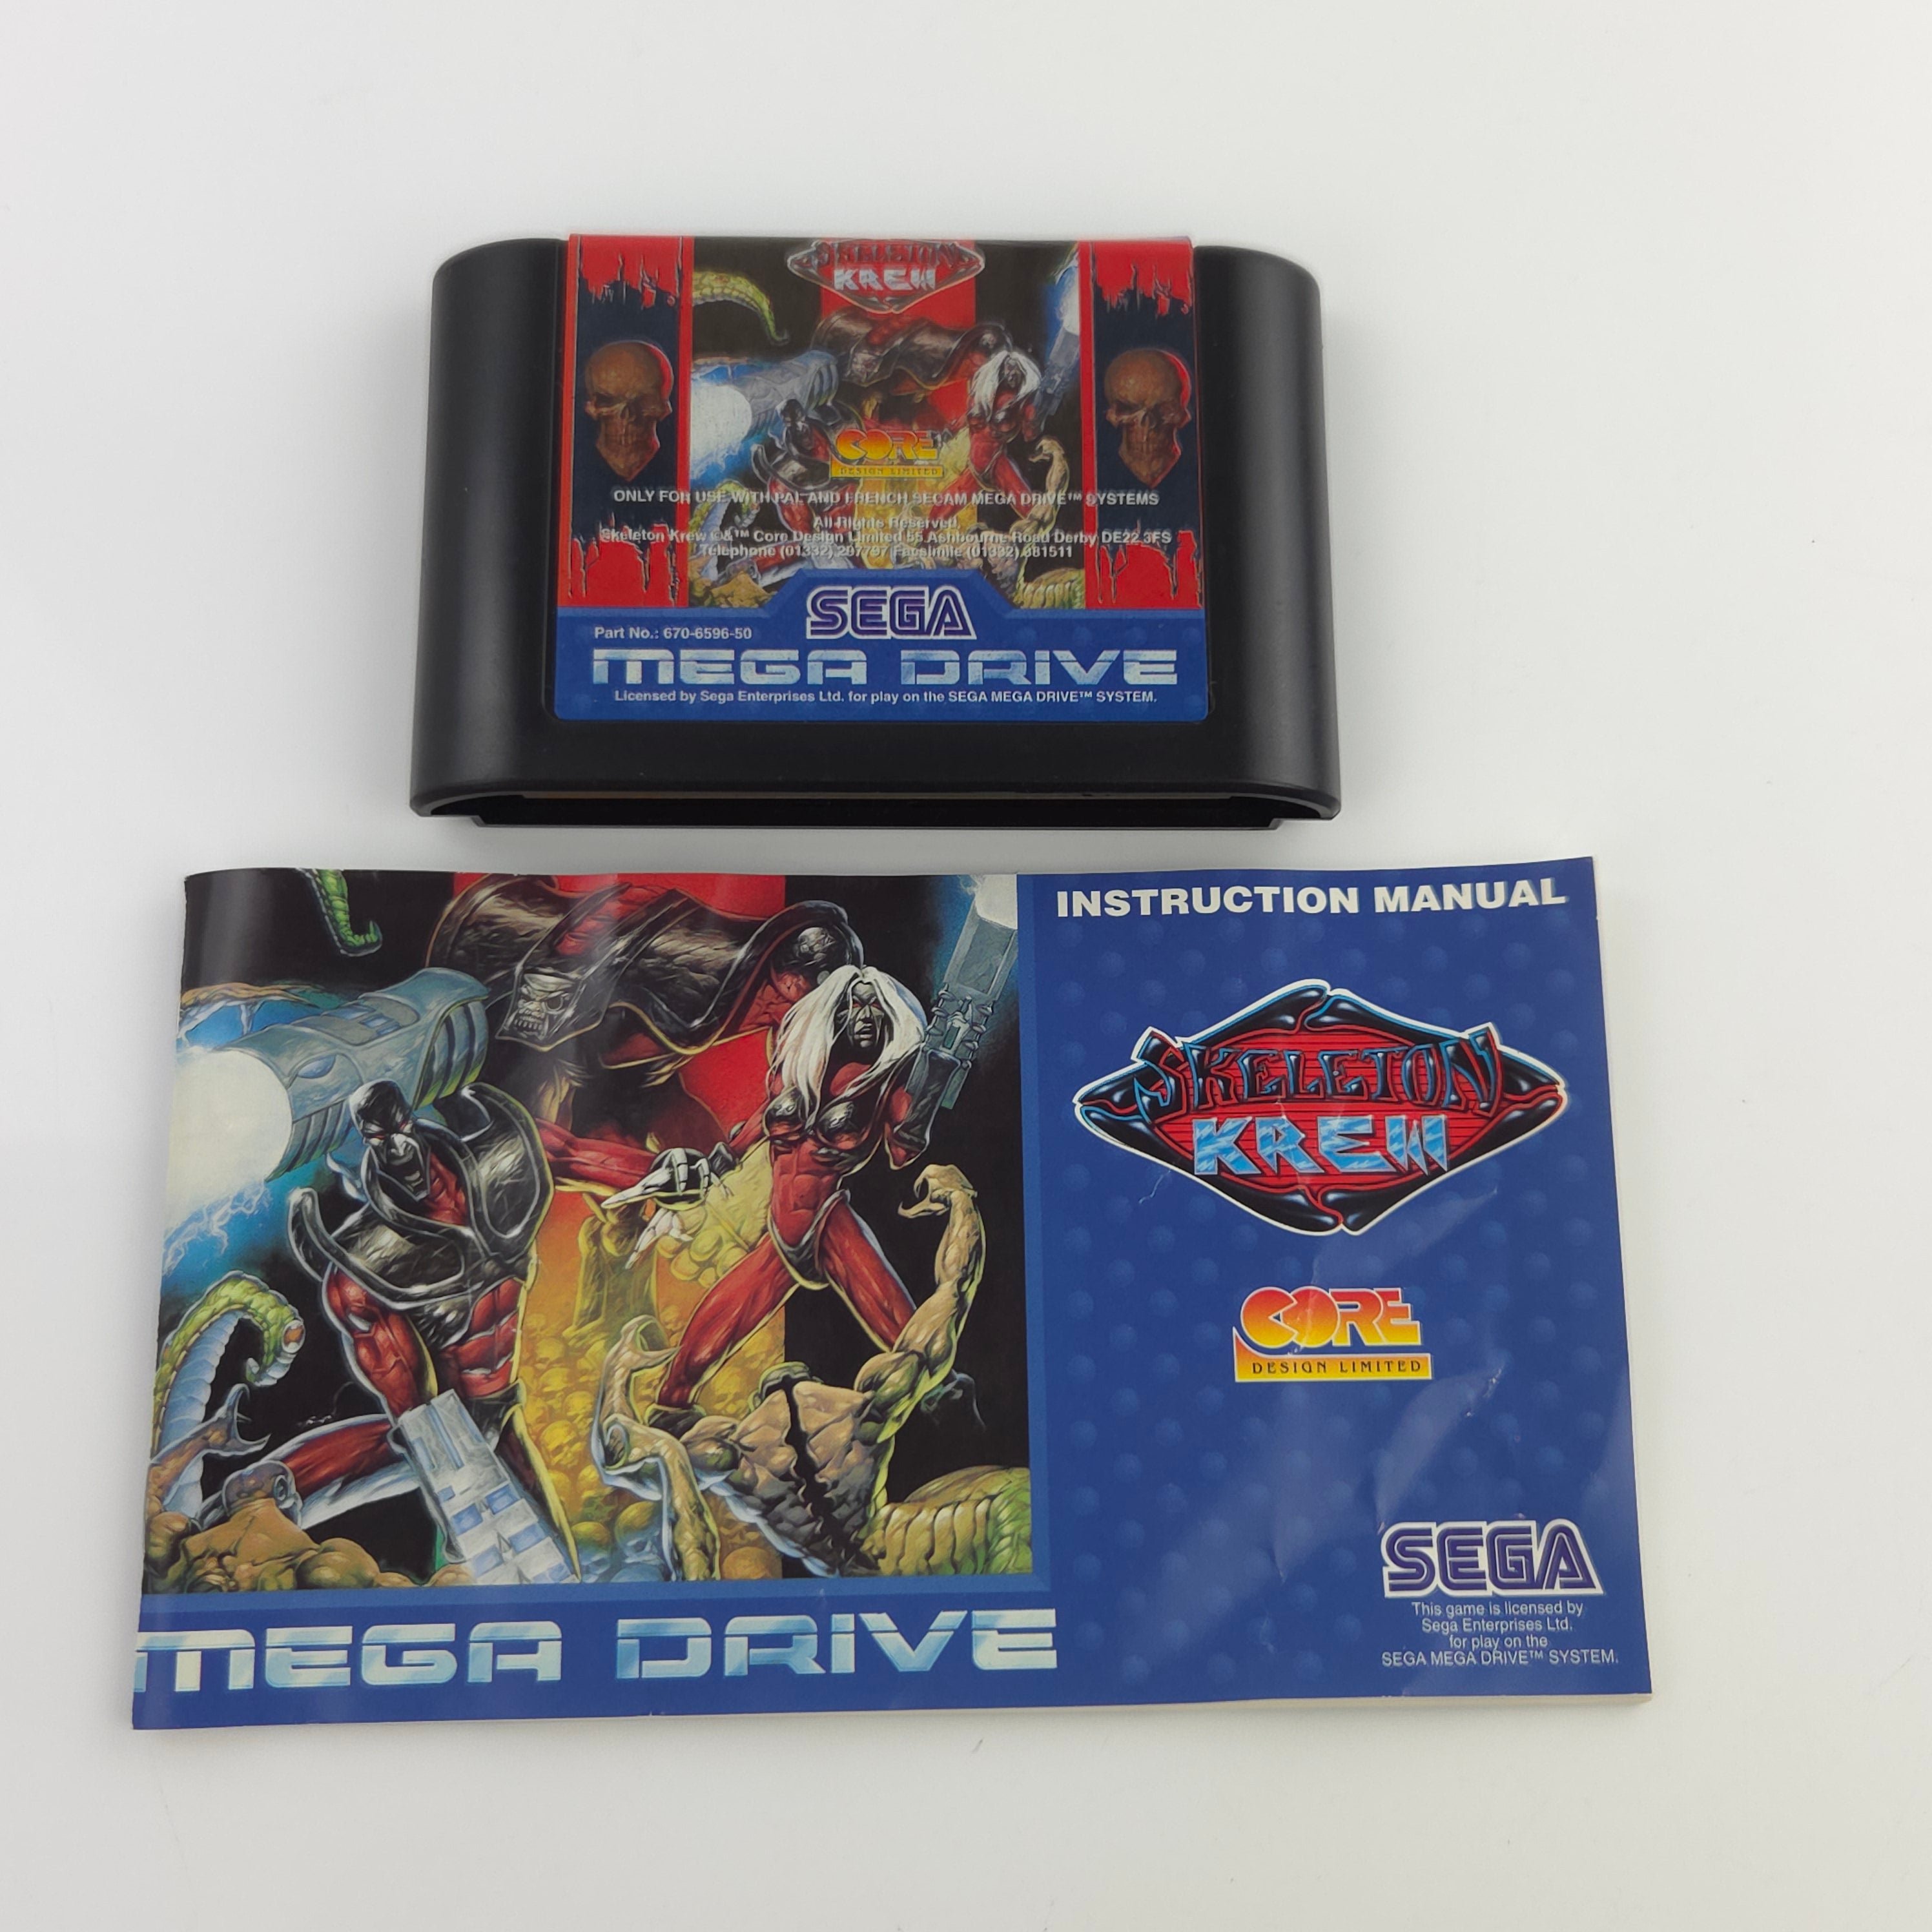 SKELETON
KREW
CORE
DESIGN LIMITED
ONLY FOR USE WITH PAL AND FRENCH SECAM MEGA DRIVE™ SYSTEMS
All Rights Reserved.
Skeleton Krew ©&™ Core Design Limited 55 Ashbourne Road Derby DE22 3FS
Telephone (01332) 297797 Facsimile (01332) 381511
SEGA
Part No.: 670-6596-50
MEGA DRIVE
Licensed by Sega Enterprises Ltd. for play on the SEGA MEGA DRIVE™ SYSTEM.
INSTRUCTION MANUAL
SKELETON
KREW
CORE
DESIGN LIMITED
SEGA
This game is licensed by
Sega Enterprises Ltd.
for play on the
SEGA MEGA DRIVE™ SYSTEM.
MEGA DRIVE